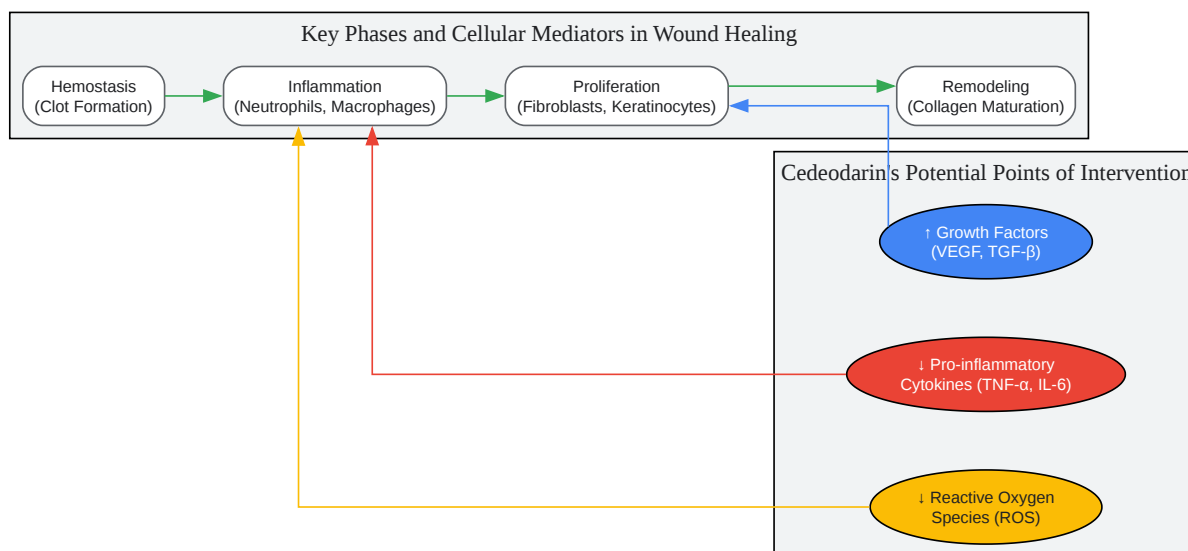 Key Phases and Cellular Mediators in Wound Healing
Hemostasis
(Clot Formation)
Inflammation
(Neutrophils, Macrophages)
Proliferation
(Fibroblasts, Keratinocytes)
Remodeling
(Collagen Maturation)
Cedeodarin's Potential Points of Intervention
↑ Growth Factors
(VEGF, TGF-β)
↓ Pro-inflammatory
Cytokines (TNF-α, IL-6)
↓ Reactive Oxygen
Species (ROS)